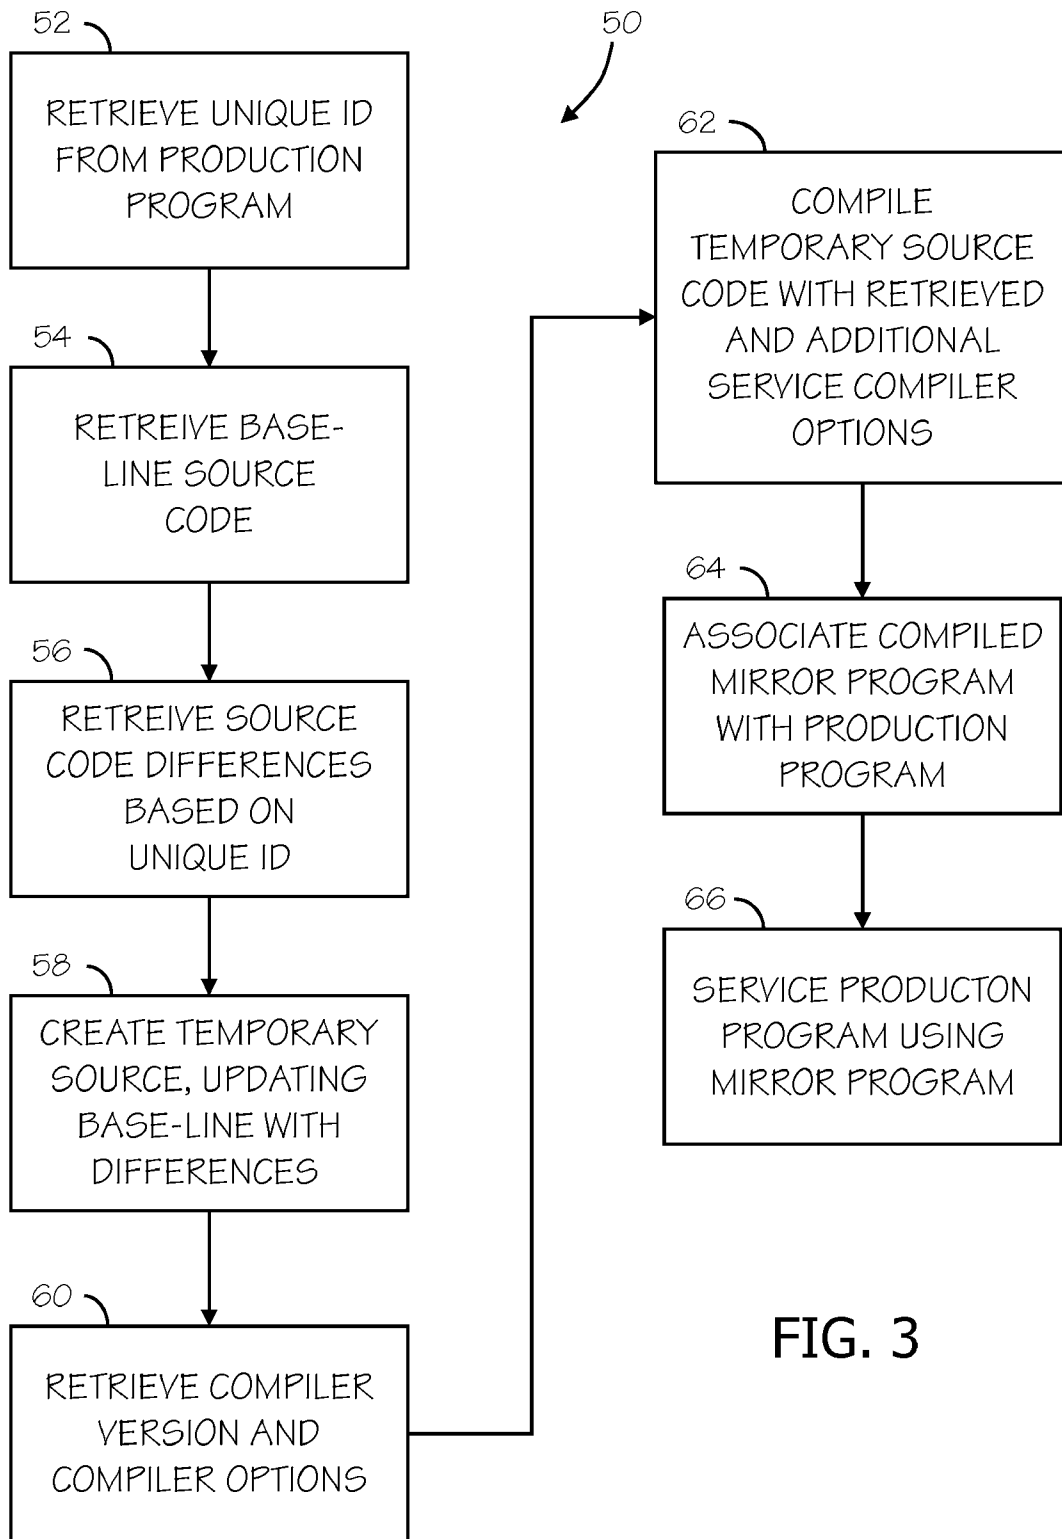 52
RETRIEVE UNIQUE ID
FROM PRODUCTION
PROGRAM
54
RETREIVE BASE-
LINE SOURCE
CODE
56
RETREIVE SOURCE
CODE DIFFERENCES
BASED ON
UNIQUE ID
58
CREATE TEMPORARY
SOURCE, UPDATING
BASE-LINE WITH
DIFFERENCES
60
RETRIEVE COMPILER
VERSION AND
COMPILER OPTIONS
50
62
COMPILE
TEMPORARY SOURCE
CODE WITH RETRIEVED
AND ADDITIONAL
SERVICE COMPILER
OPTIONS
64
ASSOCIATE COMPILED
MIRROR PROGRAM
WITH PRODUCTION
PROGRAM
66
SERVICE PRODUCTON
PROGRAM USING
MIRROR PROGRAM
FIG. 3